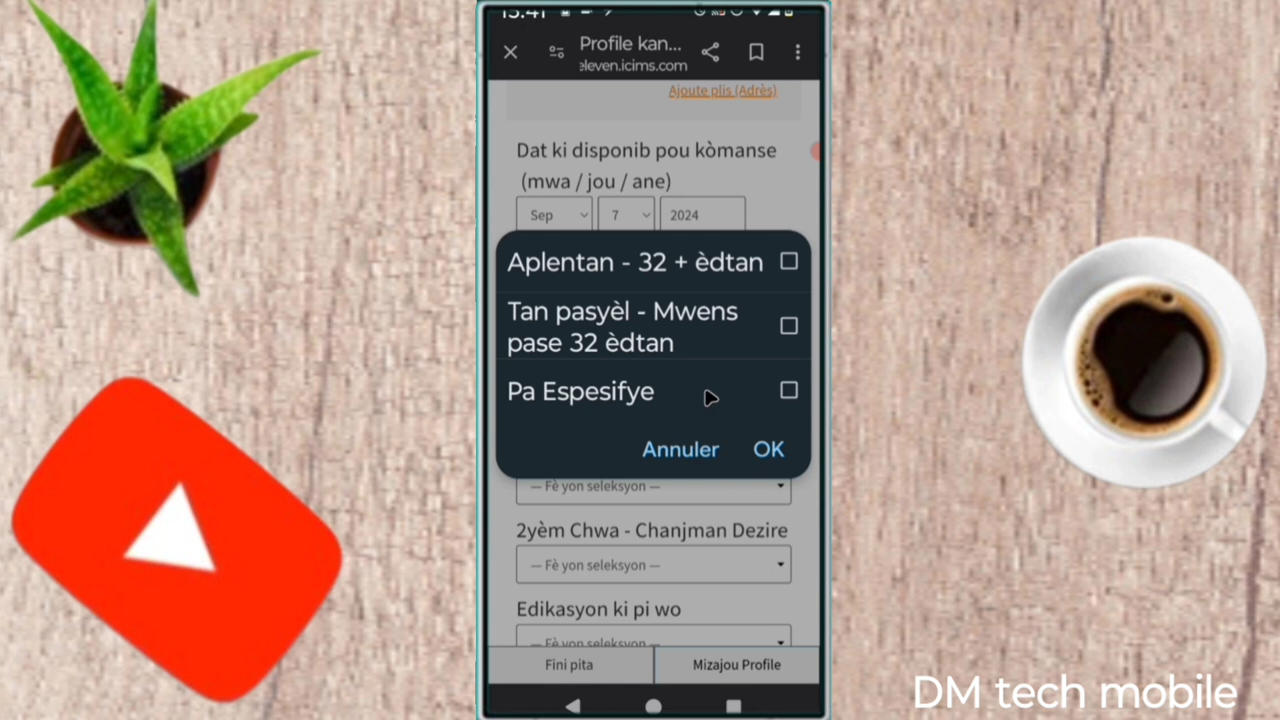 15:41
Profile kan...
eleven.icims.com
Ajoute plis (Adrès)
Dat ki disponib pou kòmanse
(mwa / jou / ane)
Sep 7 2024
Aplentan - 32 + èdtan
Tan pasyèl - Mwens
pase 32 èdtan
Pa Espesifye
Annuler OK
— Fè yon seleksyon —
2yèm Chwa - Chanjman Dezire
— Fè yon seleksyon —
Edikasyon ki pi wo
— Fè yon seleksyon —
Fini pita Mizajou Profile
DM tech mobile